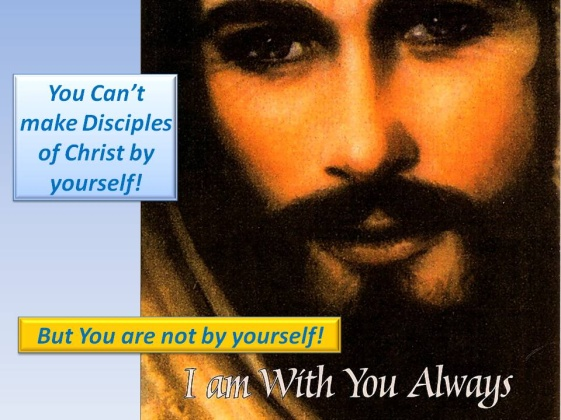 You Can’t
make Disciples
of Christ by
yourself!
But You are not by yourself!
I am With You Always